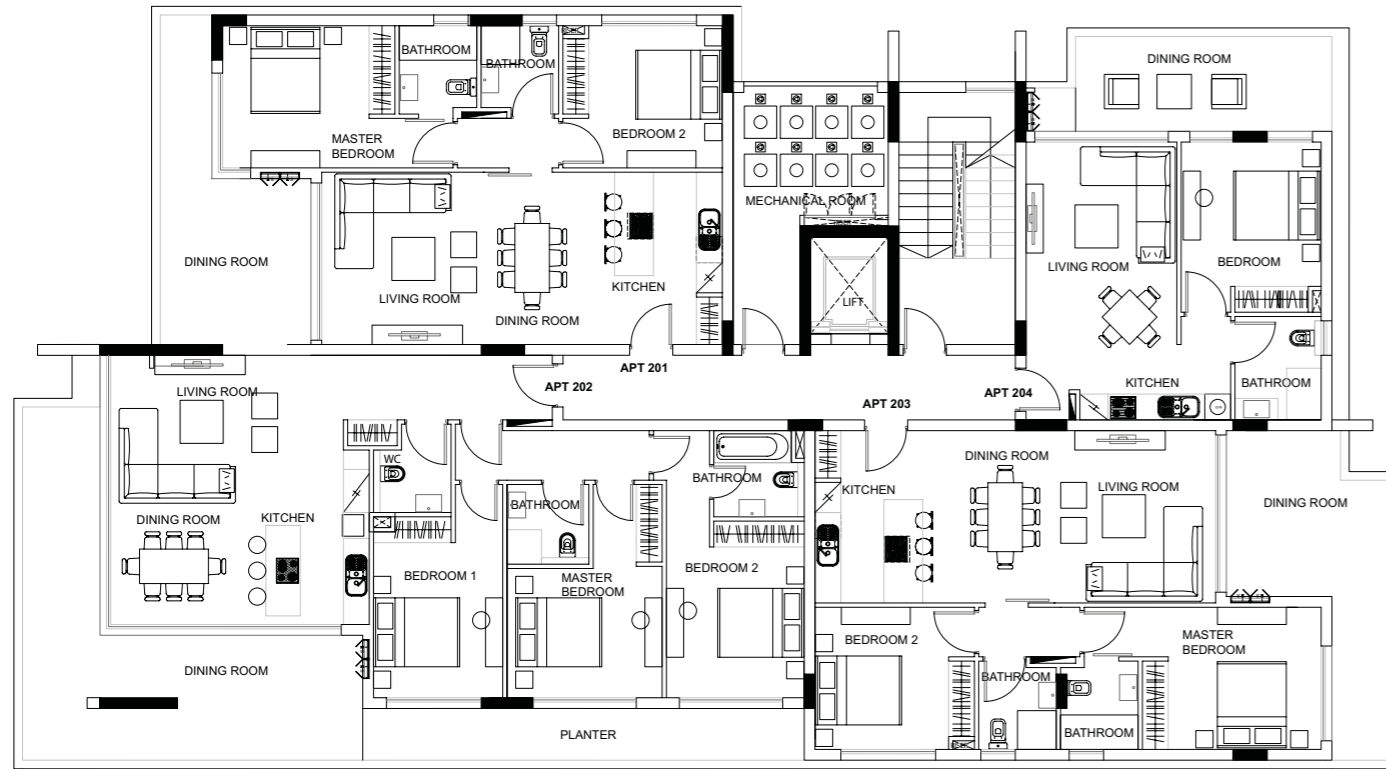 BATHROOM
BATHROOM
MASTER
BEDROOM
BEDROOM 2
DINING ROOM
LIVING ROOM
DINING ROOM
KITCHEN
MECHANICAL ROOM
LIFT
DINING ROOM
LIVING ROOM
BEDROOM
KITCHEN
BATHROOM
APT 201
APT 202
APT 203
APT 204
LIVING ROOM
WC
DINING ROOM
KITCHEN
BATHROOM
BATHROOM
BEDROOM 1
MASTER
BEDROOM
BEDROOM 2
DINING ROOM
PLANTER
DINING ROOM
KITCHEN
LIVING ROOM
DINING ROOM
BEDROOM 2
BATHROOM
MASTER
BEDROOM
BATHROOM